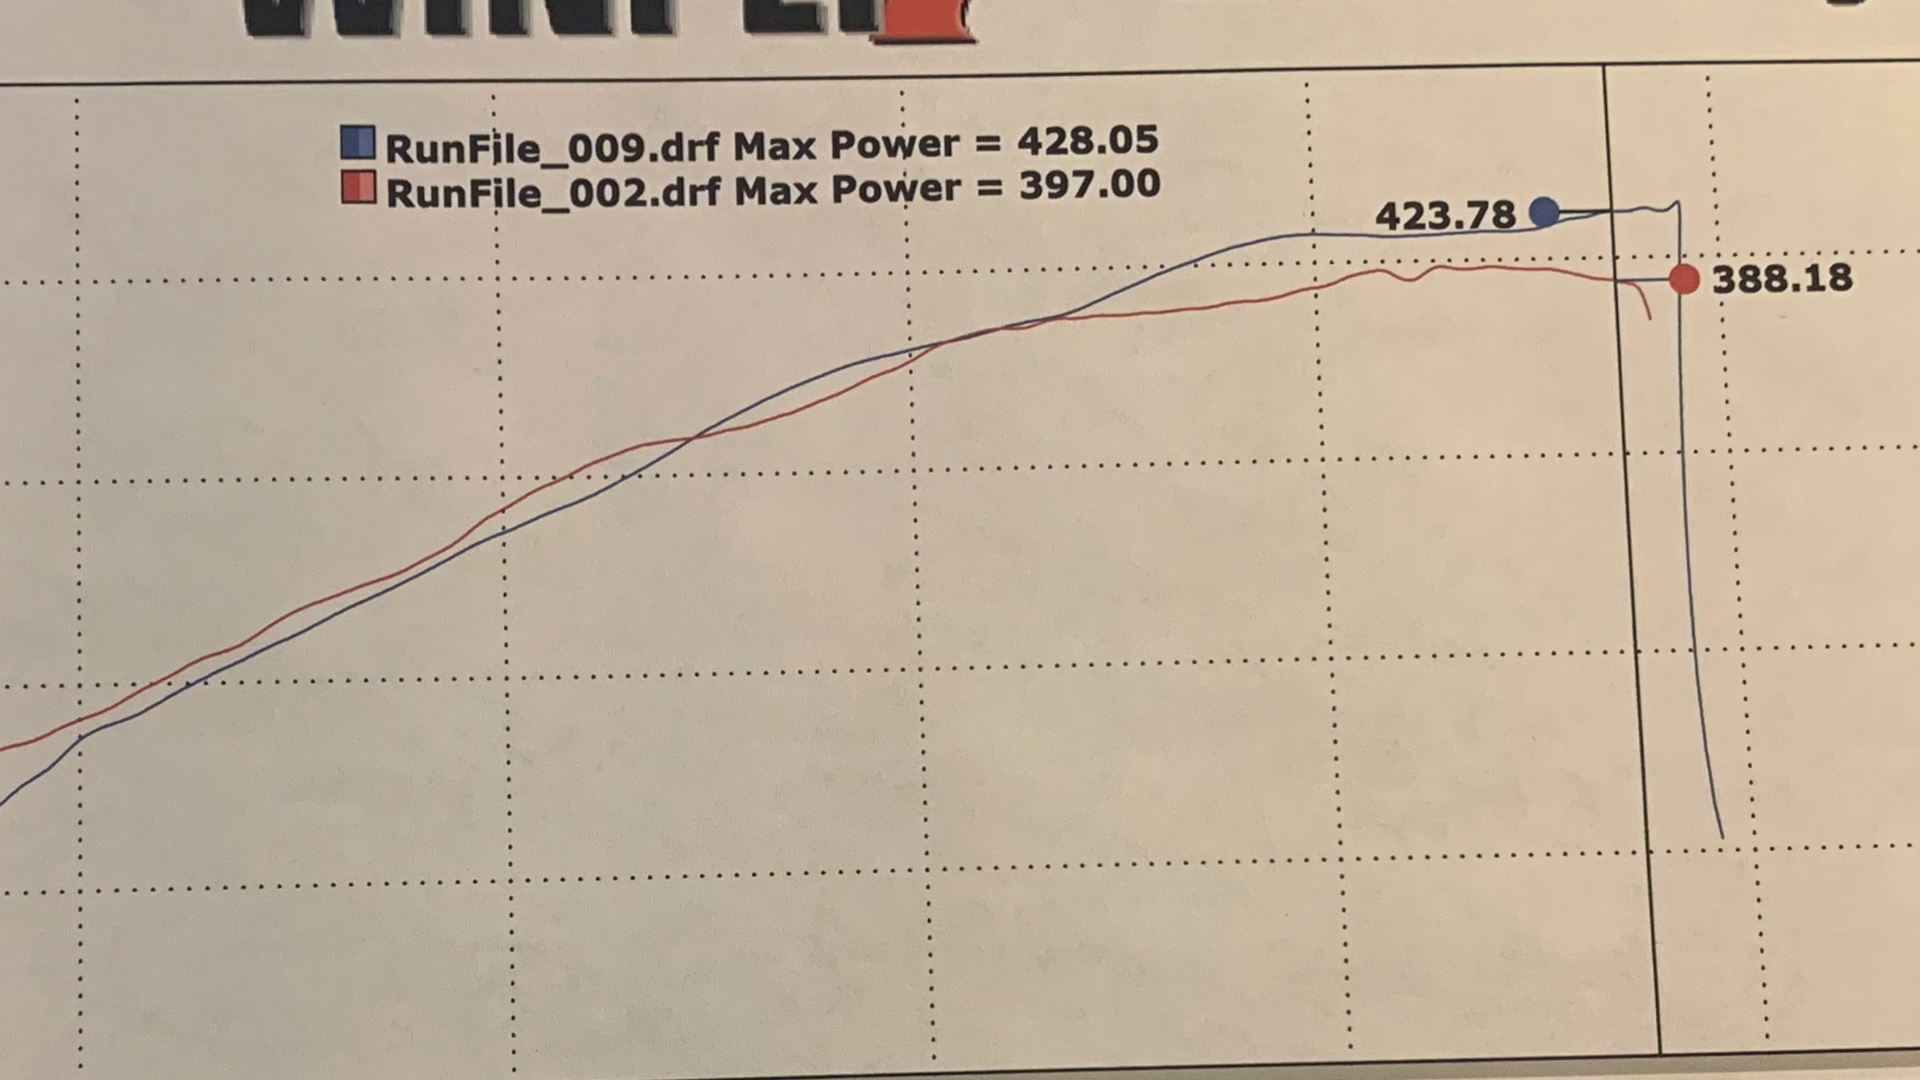 RunFile_009.drf Max Power = 428.05
RunFile_002.drf Max Power = 397.00
423.78
388.18